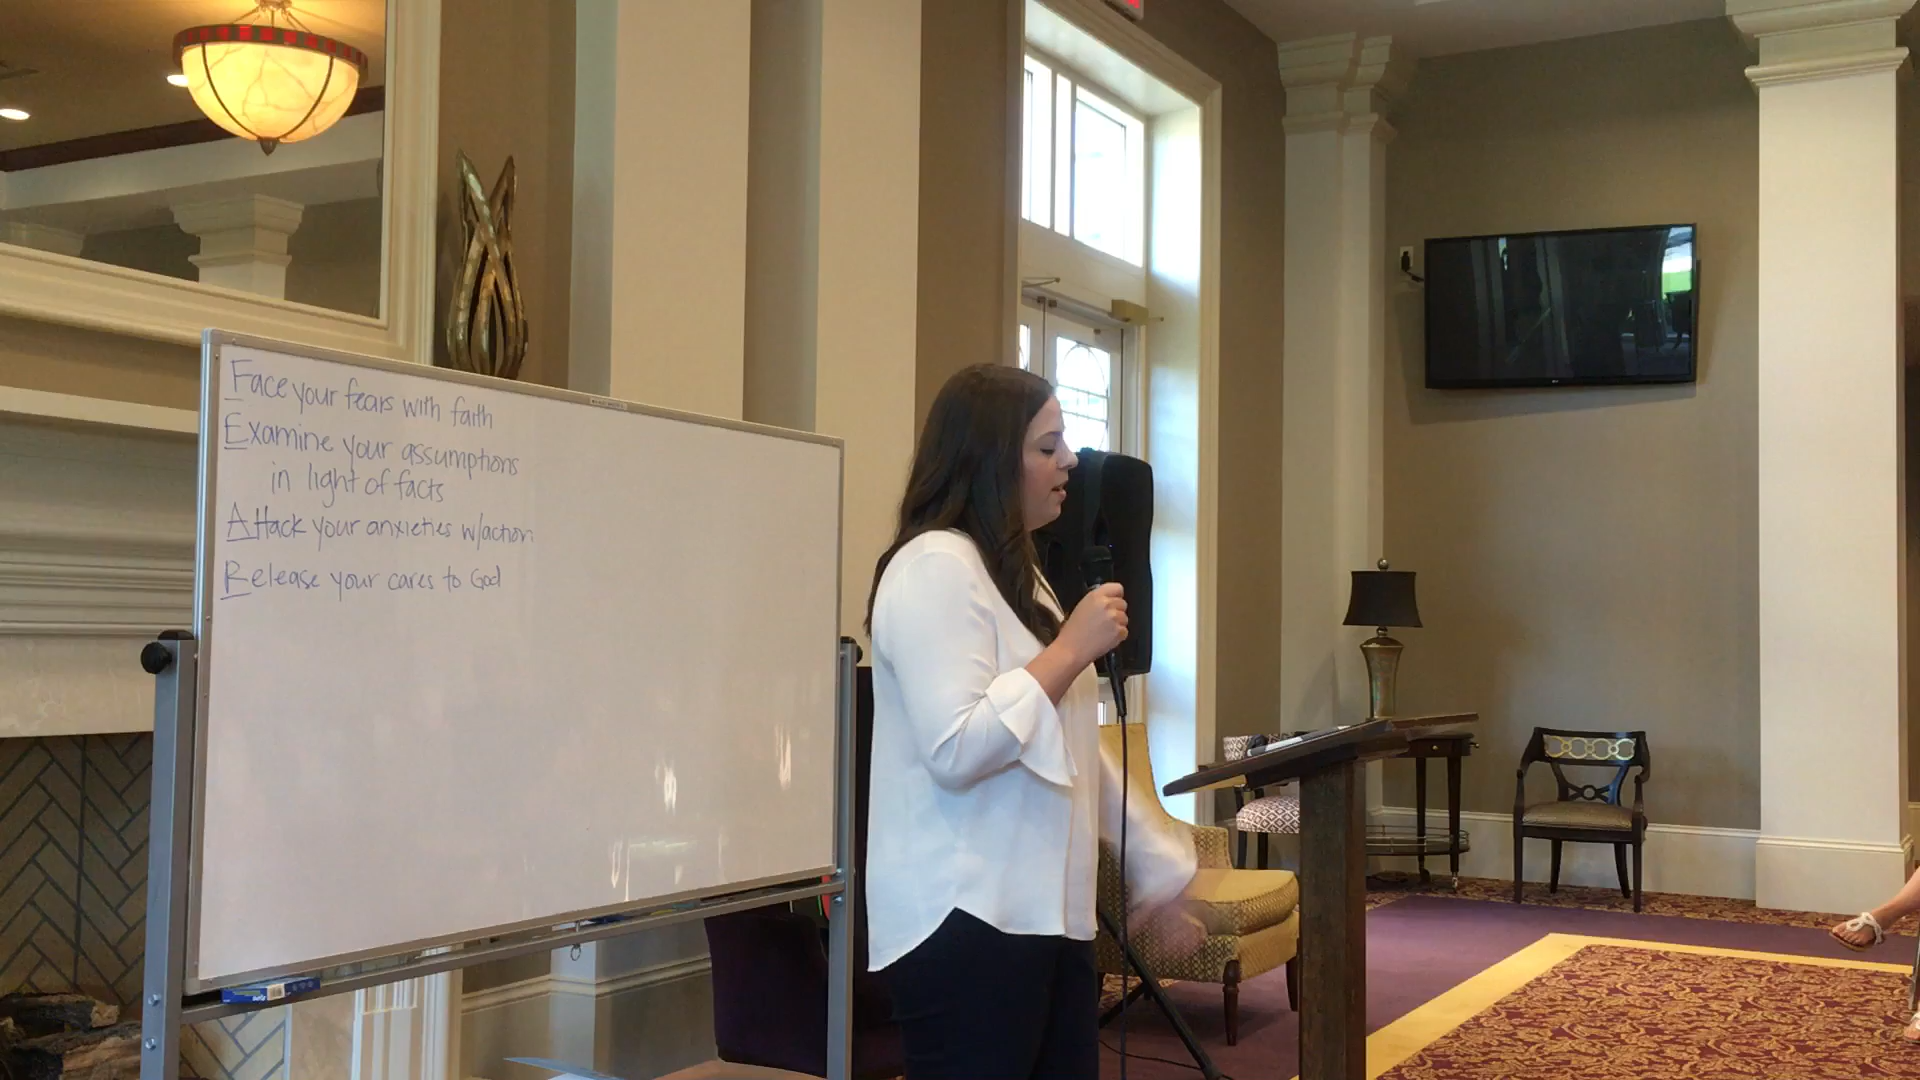 Face your fears with faith
Examine your assumptions
in light of facts
Attack your anxieties w/action
Release your cares to God